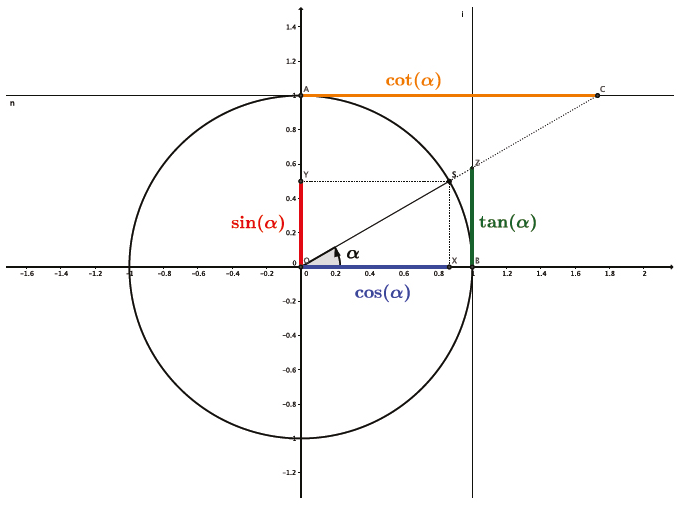 i
1.4
1.2
A
cot(α)
C
1
n
0.8
0.6
Y
S
Z
0.4
sin(α)
0.2
tan(α)
α
0
O
X
B
-1.6
-1.4
-1.2
-1
-0.8
-0.6
-0.4
-0.2
0
0.2
0.4
0.6
0.8
1
1.2
1.4
1.6
1.8
2
cos(α)
-0.2
-0.4
-0.6
-0.8
-1
-1.2